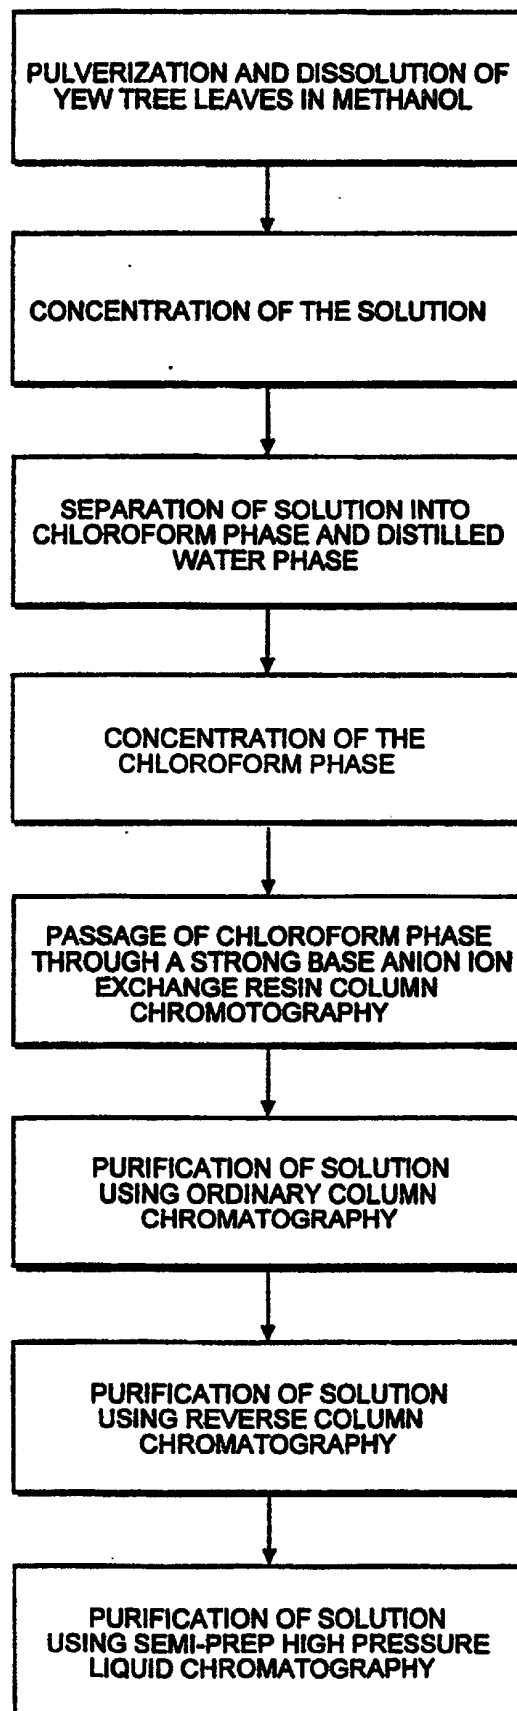 PULVERIZATION AND DISSOLUTION OF
YEW TREE LEAVES IN METHANOL
CONCENTRATION OF THE SOLUTION
SEPARATION OF SOLUTION INTO
CHLOROFORM PHASE AND DISTILLED
WATER PHASE
CONCENTRATION OF THE
CHLOROFORM PHASE
PASSAGE OF CHLOROFORM PHASE
THROUGH A STRONG BASE ANION ION
EXCHANGE RESIN COLUMN
CHROMOTOGRAPHY
PURIFICATION OF SOLUTION
USING ORDINARY COLUMN
CHROMATOGRAPHY
PURIFICATION OF SOLUTION
USING REVERSE COLUMN
CHROMATOGRAPHY
PURIFICATION OF SOLUTION
USING SEMI-PREP HIGH PRESSURE
LIQUID CHROMATOGRAPHY